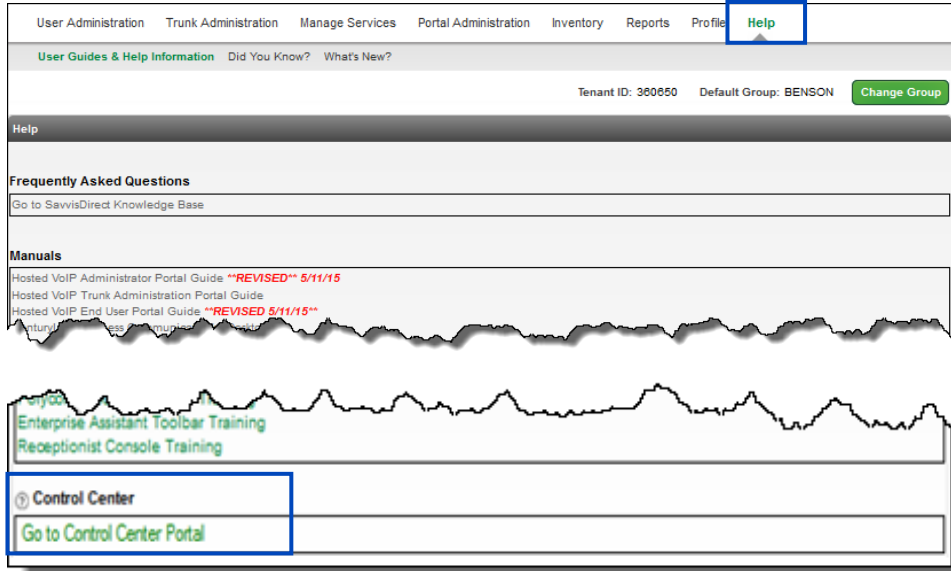 User Administration Trunk Administration Manage Services Portal Administration Inventory Reports Profile Help
User Guides & Help Information Did You Know? What's New?
Tenant ID: 360650 Default Group: BENSON Change Group
Help
Frequently Asked Questions
Go to SavvisDirect Knowledge Base
Manuals
Hosted VoIP Administrator Portal Guide **REVISED** 5/11/15
Hosted VoIP Trunk Administration Portal Guide
Hosted VoIP End User Portal Guide **REVISED 5/11/15**
Enterprise Assistant Toolbar Training
Receptionist Console Training
Control Center
Go to Control Center Portal